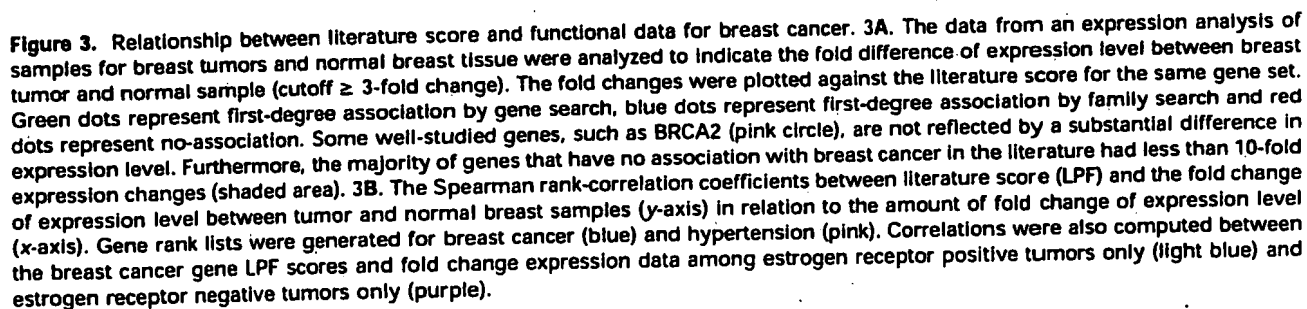 Figure 3. Relationship between literature score and functional data for breast cancer. 3A. The data from an expression analysis of
samples for breast tumors and normal breast tissue were analyzed to indicate the fold difference of expression level between breast
tumor and normal sample (cutoff ≥ 3-fold change). The fold changes were plotted against the literature score for the same gene set.
Green dots represent first-degree association by gene search, blue dots represent first-degree association by family search and red
dots represent no-association. Some well-studied genes, such as BRCA2 (pink circle), are not reflected by a substantial difference in
expression level. Furthermore, the majority of genes that have no association with breast cancer in the literature had less than 10-fold
expression changes (shaded area). 3B. The Spearman rank-correlation coefficients between literature score (LPF) and the fold change
of expression level between tumor and normal breast samples (y-axis) in relation to the amount of fold change of expression level
(x-axis). Gene rank lists were generated for breast cancer (blue) and hypertension (pink). Correlations were also computed between
the breast cancer gene LPF scores and fold change expression data among estrogen receptor positive tumors only (light blue) and
estrogen receptor negative tumors only (purple).